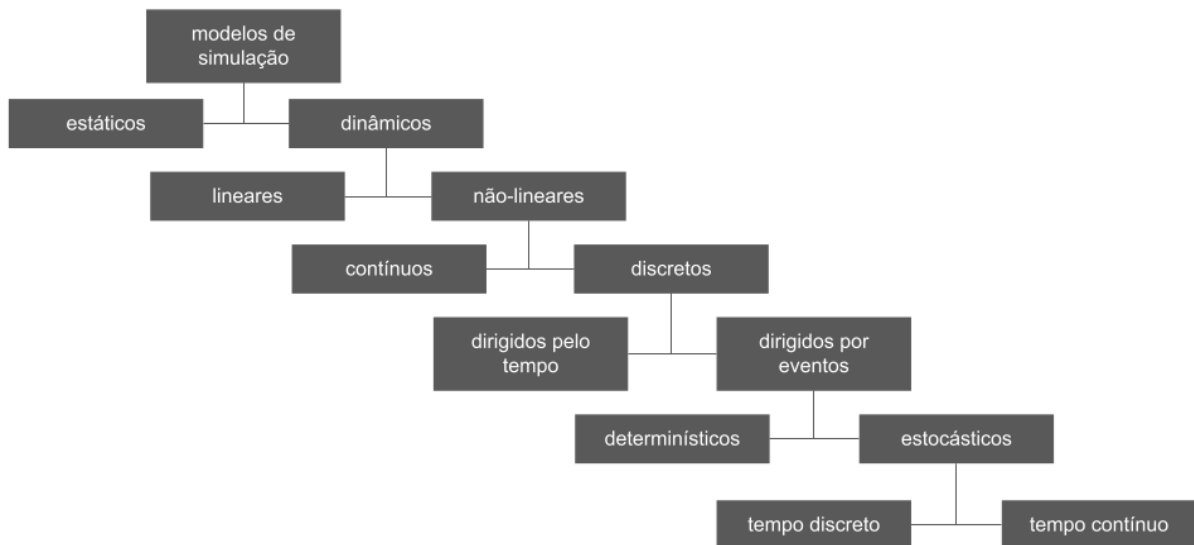 modelos de
simulação
estáticos
dinâmicos
lineares
não-lineares
contínuos
discretos
dirigidos pelo
tempo
dirigidos por
eventos
determinísticos
estocásticos
tempo discreto
tempo contínuo